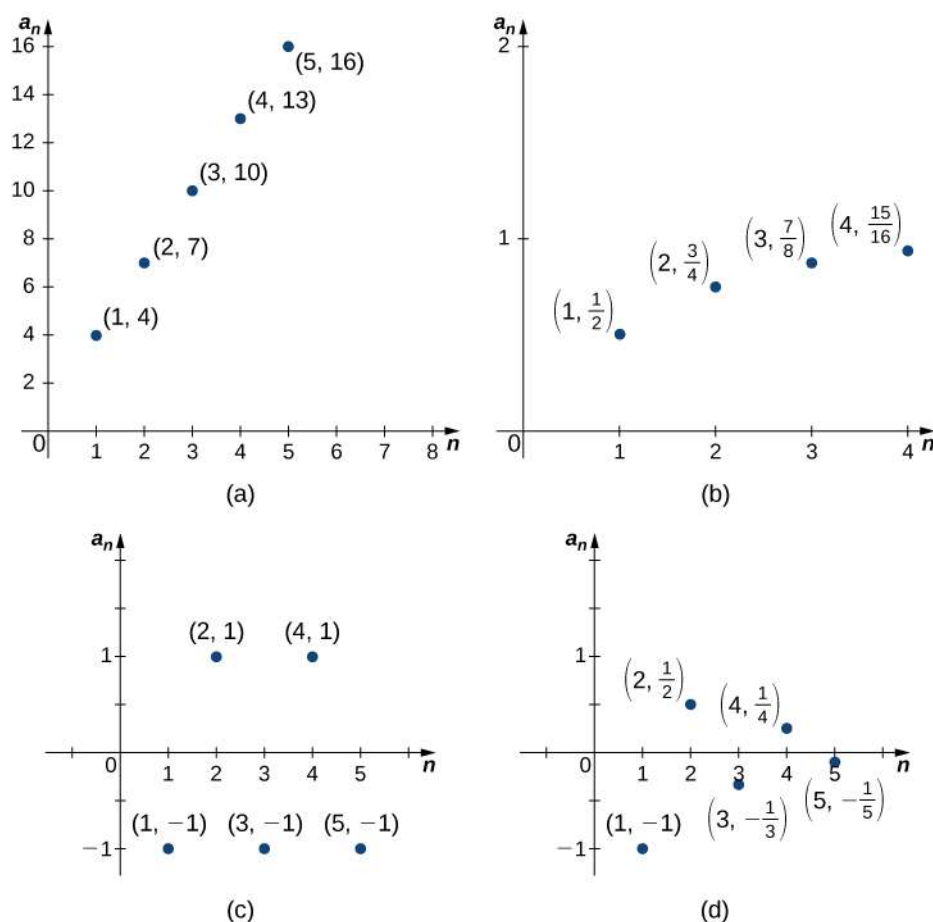 aₙ
16
14
12
10
8
6
4
2
0
(5, 16)
(4, 13)
(3, 10)
(2, 7)
(1, 4)
1 2 3 4 5 6 7 8 n
(a)
aₙ
2
1
(1, 1/2)
(2, 3/4)
(3, 7/8)
(4, 15/16)
0
1 2 3 4 n
(b)
aₙ
1
(2, 1) (4, 1)
0
1 2 3 4 5 n
(1, −1) (3, −1) (5, −1)
−1
(c)
aₙ
1
(2, 1/2)
(4, 1/4)
0
1 2 3 4 5 n
(1, −1)
(3, −1/3)
(5, −1/5)
−1
(d)